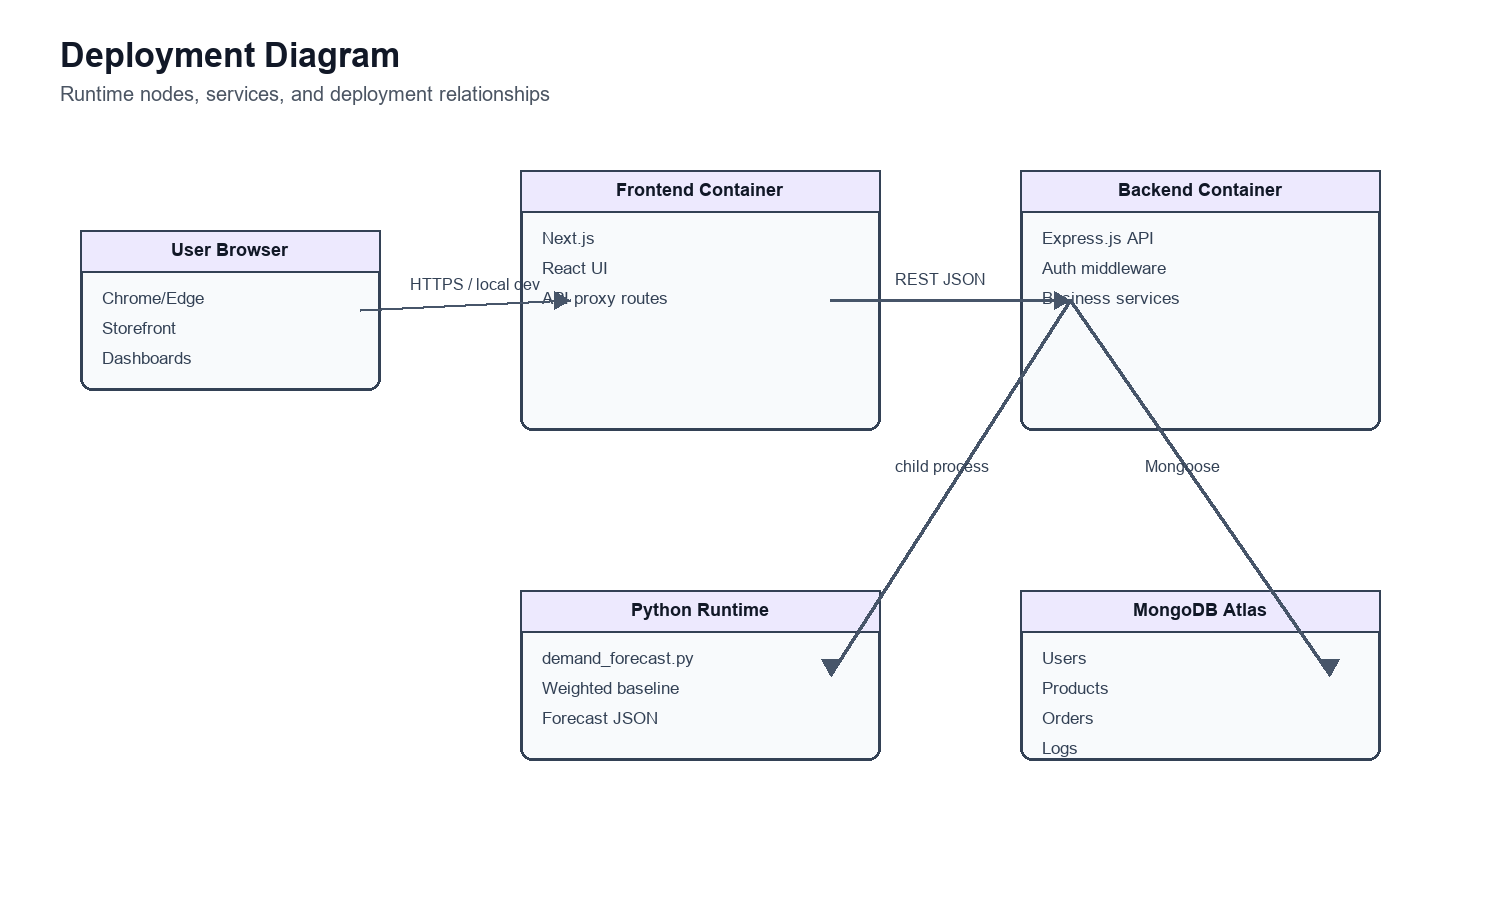 Deployment Diagram
Runtime nodes, services, and deployment relationships
User Browser
Chrome/Edge
Storefront
Dashboards
HTTPS / local dev
Frontend Container
Next.js
React UI
API proxy routes
REST JSON
Backend Container
Express.js API
Auth middleware
Business services
child process
Mongoose
Python Runtime
demand_forecast.py
Weighted baseline
Forecast JSON
MongoDB Atlas
Users
Products
Orders
Logs